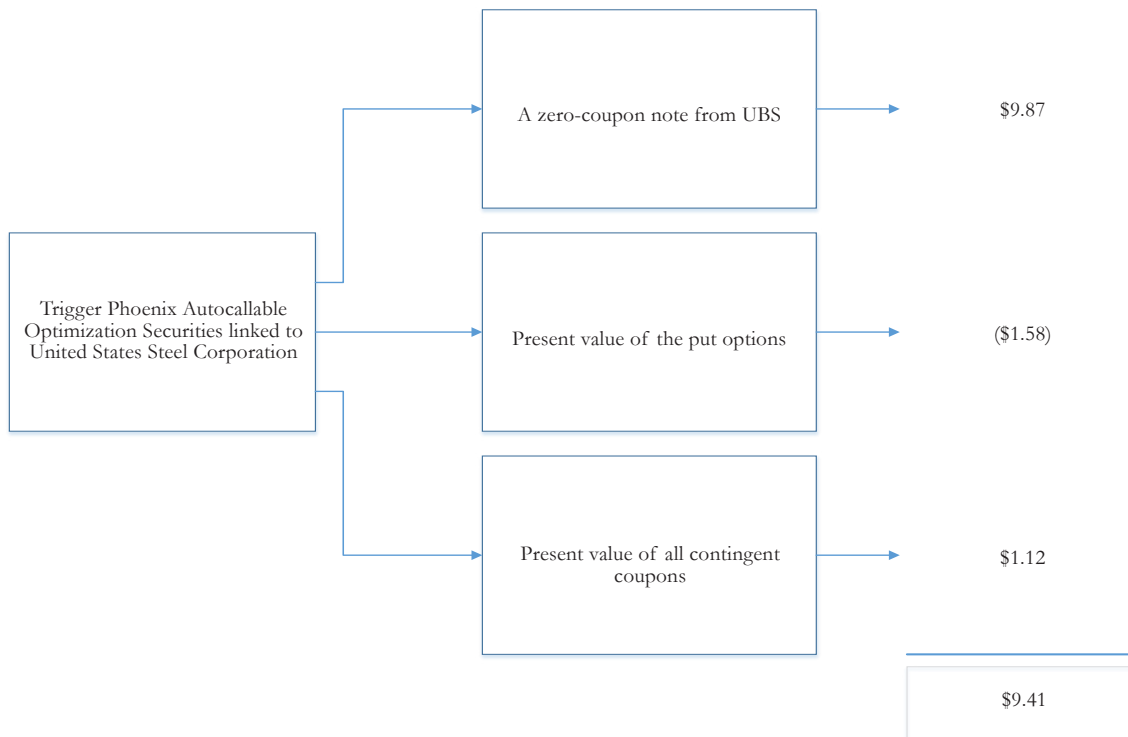 A zero-coupon note from UBS
$9.87
Trigger Phoenix Autocallable
Optimization Securities linked to
United States Steel Corporation
Present value of the put options
($1.58)
Present value of all contingent
coupons
$1.12
$9.41